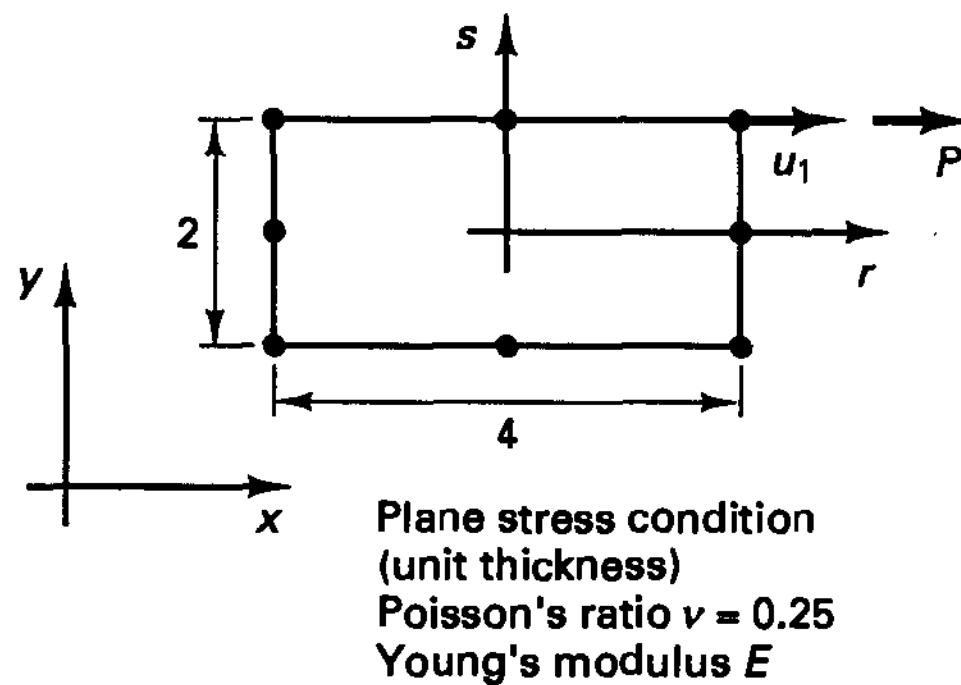 s
u₁
P
2
r
y
4
x
Plane stress condition
(unit thickness)
Poisson's ratio ν = 0.25
Young's modulus E